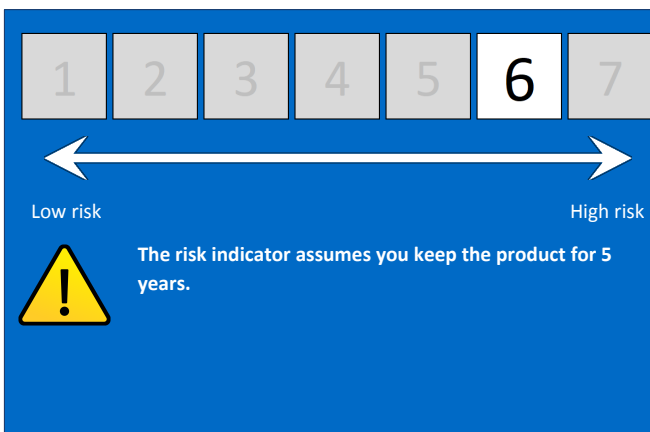 1 2 3 4 5 6 7
Low risk High risk
The risk indicator assumes you keep the product for 5
years.